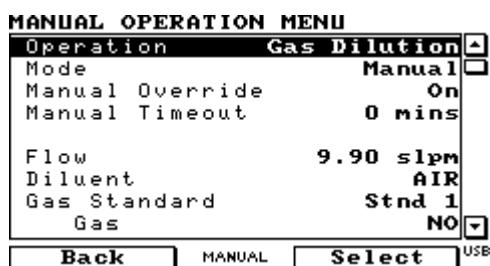 MANUAL OPERATION MENU
Operation Gas Dilution
Mode Manual
Manual Override On
Manual Timeout 0 mins
Flow 9.90 slpm
Diluent AIR
Gas Standard Stnd 1
Gas NO
Back MANUAL Select USB